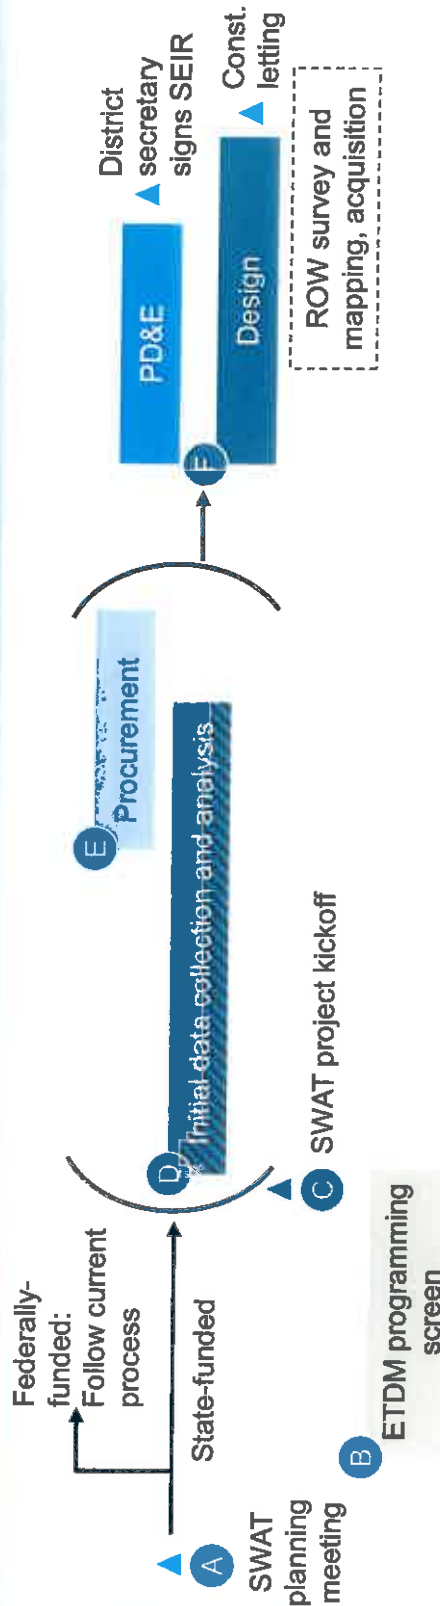 A
SWAT
planning
meeting
Federally-
funded:
Follow current
process
State-funded
B
ETDM programming
screen
C
SWAT project kickoff
D
Initial data collection and analysis
E
Procurement
F
PD&E
District
secretary
signs SEIR
Design
Const.
letting
ROW survey and
mapping, acquisition